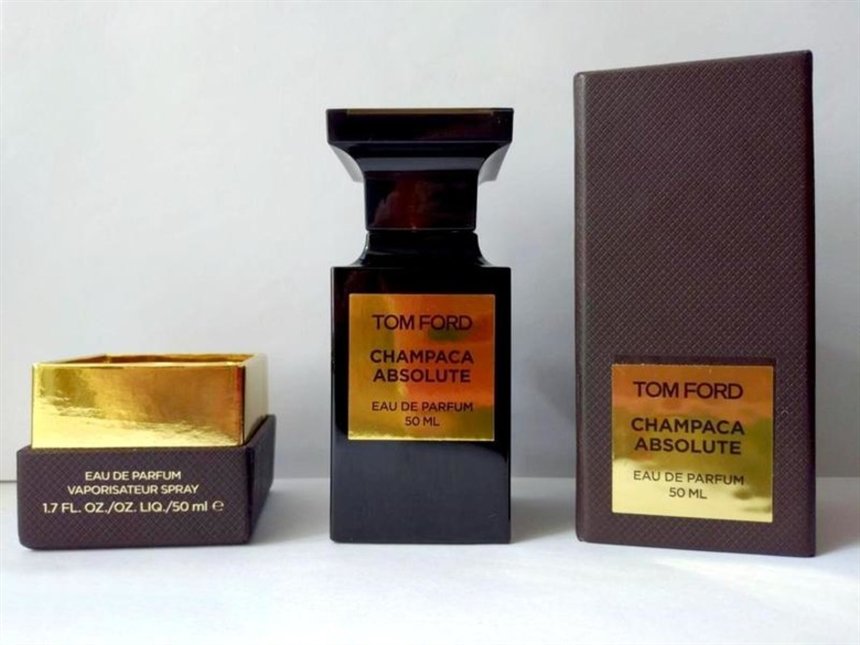 EAU DE PARFUM
VAPORISATEUR SPRAY
1.7 FL. OZ./OZ. LIQ./50 ml ℮
TOM FORD
CHAMPACA
ABSOLUTE
EAU DE PARFUM
50 ML
TOM FORD
CHAMPACA
ABSOLUTE
EAU DE PARFUM
50 ML